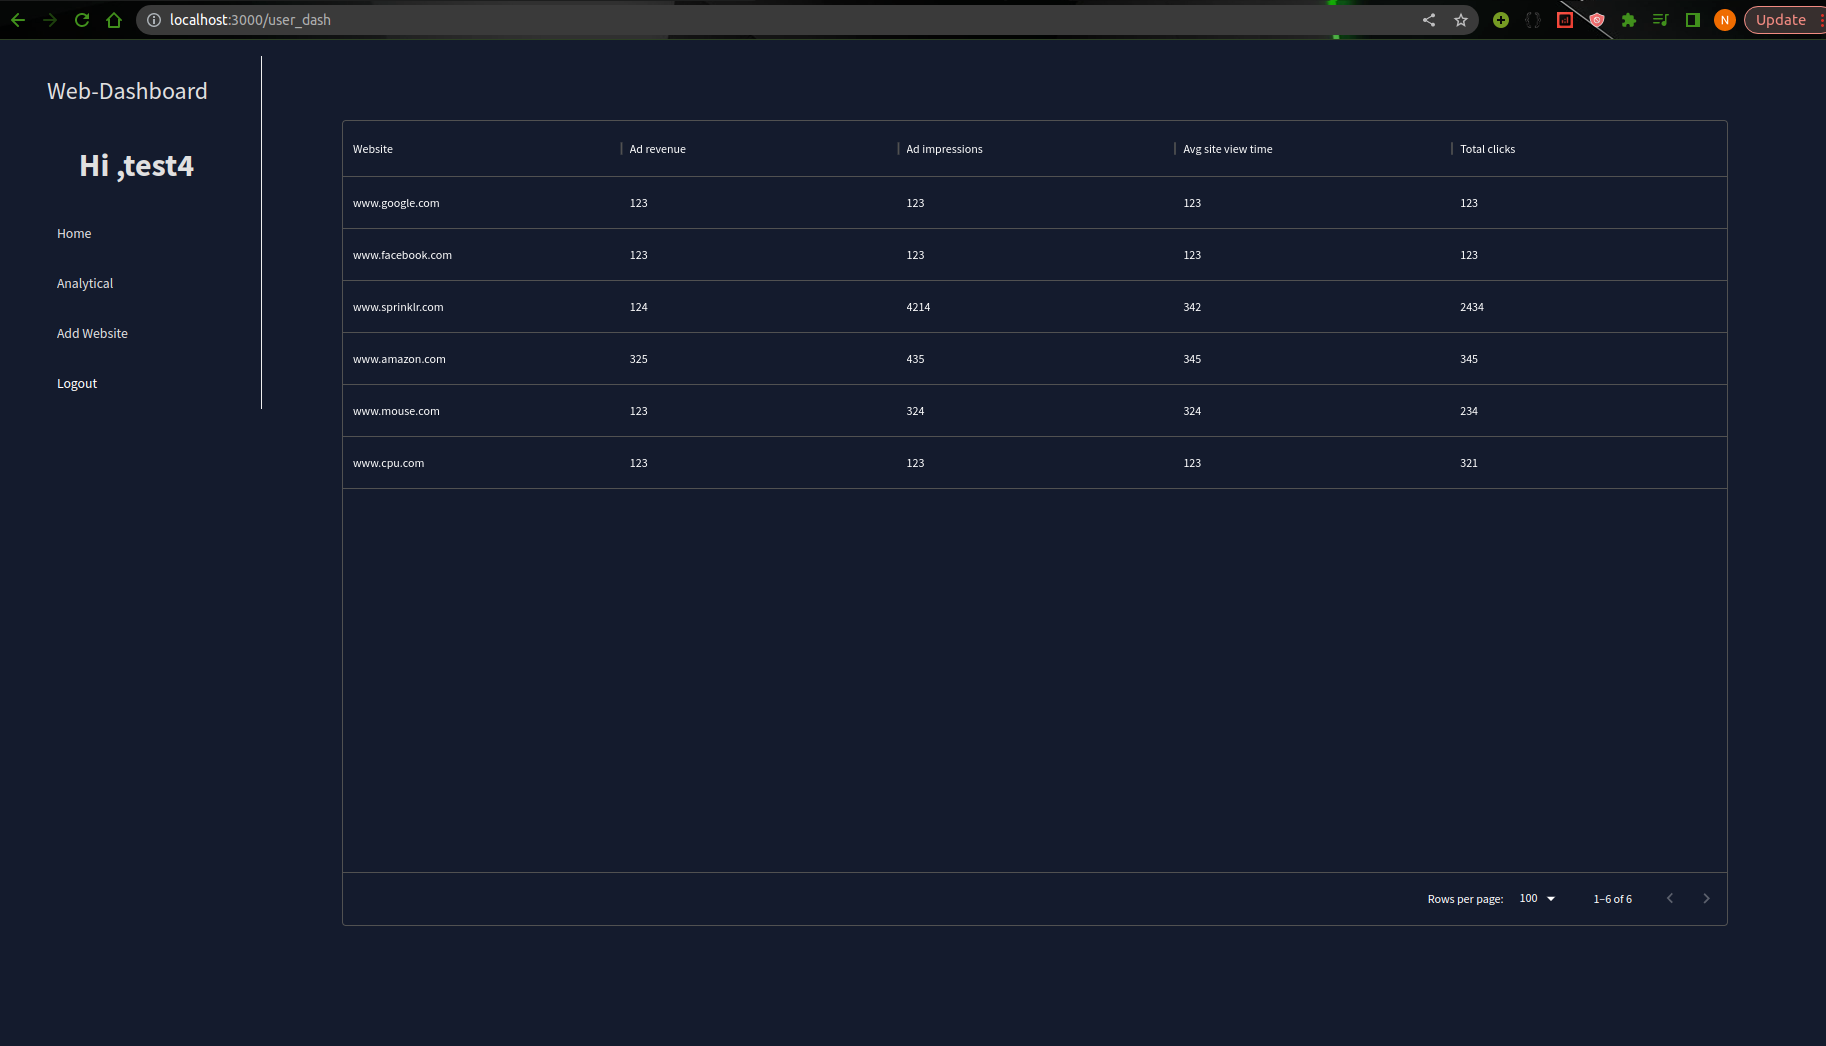 localhost:3000/user_dash
N
Update
Web-Dashboard
Hi ,test4
Home
Analytical
Add Website
Logout
Website Ad revenue Ad impressions Avg site view time Total clicks
www.google.com 123 123 123 123
www.facebook.com 123 123 123 123
www.sprinklr.com 124 4214 342 2434
www.amazon.com 325 435 345 345
www.mouse.com 123 324 324 234
www.cpu.com 123 123 123 321
Rows per page: 100 1–6 of 6